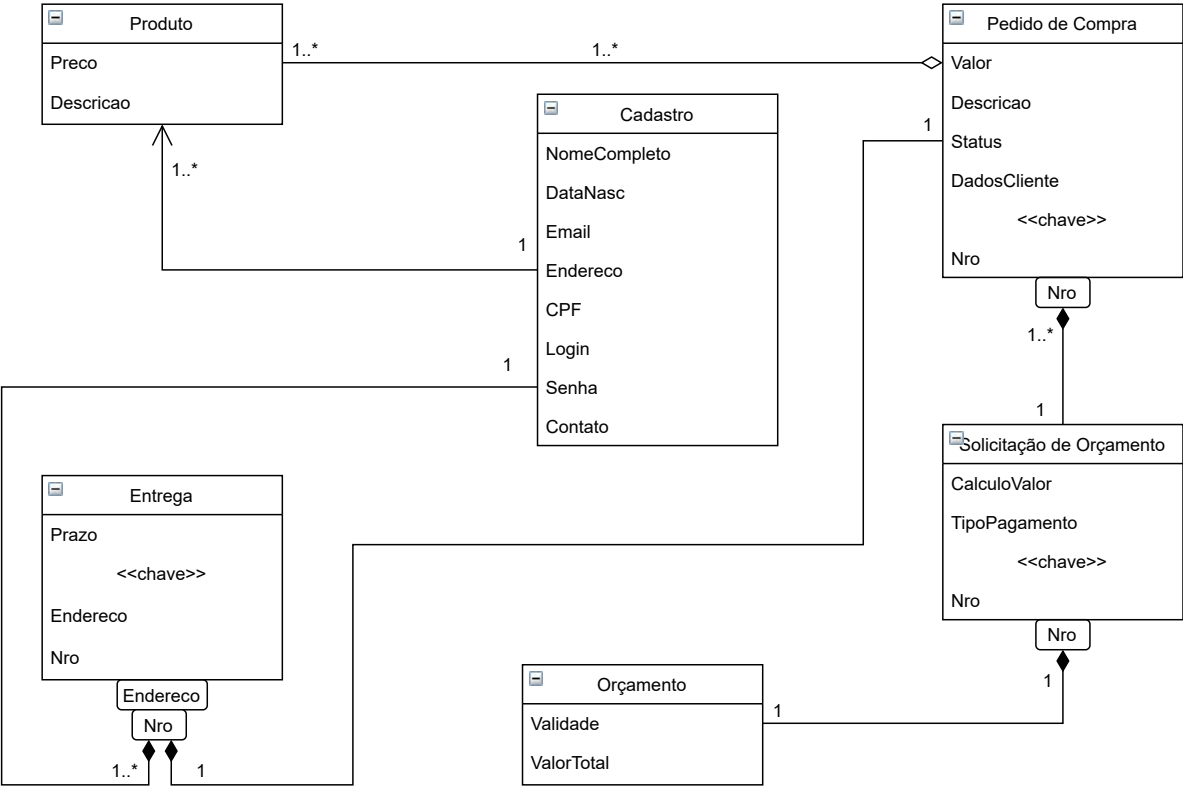 Produto
Preco
Descricao
1..*
1..*
1..*
Pedido de Compra
Valor
Descricao
Status
DadosCliente
<<chave>>
Nro
Nro
1
1..*
1
Cadastro
NomeCompleto
DataNasc
Email
Endereco
CPF
Login
Senha
Contato
1
1
Solicitação de Orçamento
CalculoValor
TipoPagamento
<<chave>>
Nro
Nro
1
Entrega
Prazo
<<chave>>
Endereco
Nro
Endereco
Nro
1..*
1
Orçamento
Validade
ValorTotal
1